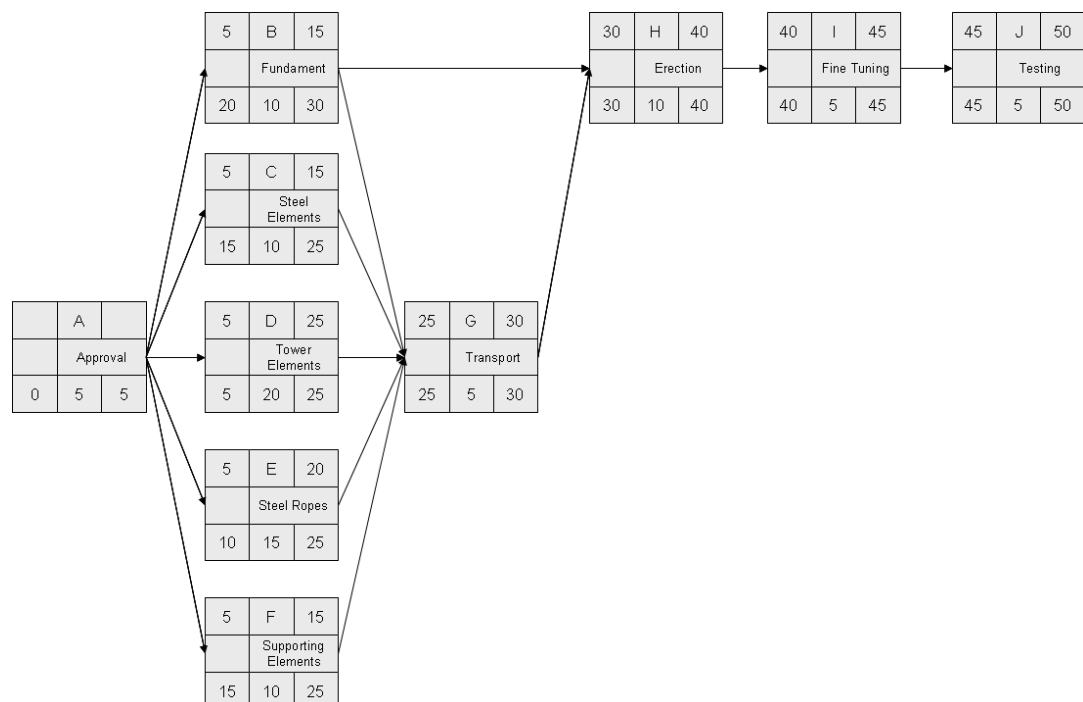 5 B 15
Fundament
20 10 30
30 H 40
Erection
30 10 40
40 I 45
Fine Tuning
40 5 45
45 J 50
Testing
45 5 50
5 C 15
Steel
Elements
15 10 25
A
Approval
0 5 5
5 D 25
Tower
Elements
5 20 25
25 G 30
Transport
25 5 30
5 E 20
Steel Ropes
10 15 25
5 F 15
Supporting
Elements
15 10 25